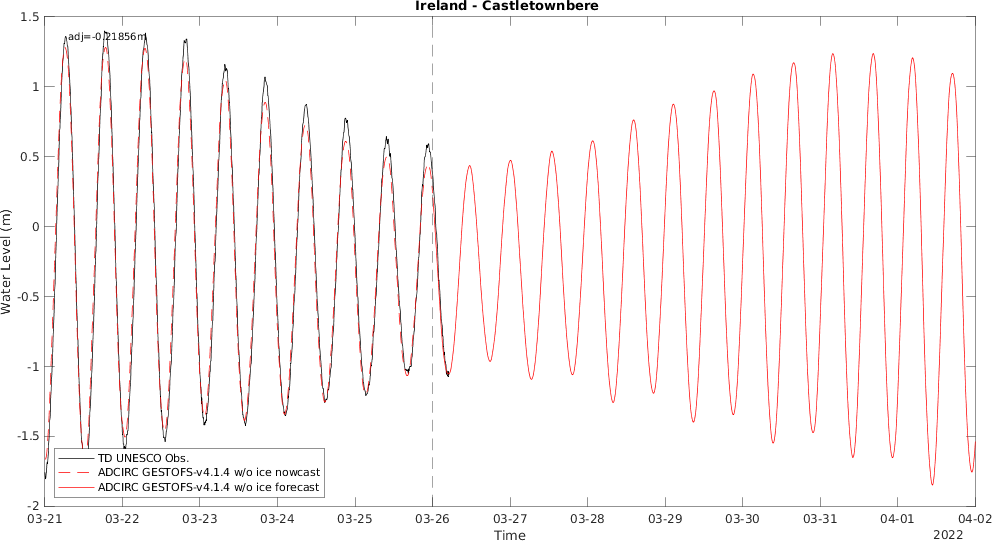 Ireland - Castletownbere
adj=-0.21856m
1.5
1
0.5
0
-0.5
-1
-1.5
-2
Water Level (m)
TD UNESCO Obs.
ADCIRC GESTOFS-v4.1.4 w/o ice nowcast
ADCIRC GESTOFS-v4.1.4 w/o ice forecast
03-21 03-22 03-23 03-24 03-25 03-26 03-27 03-28 03-29 03-30 03-31 04-01 04-02
Time
2022